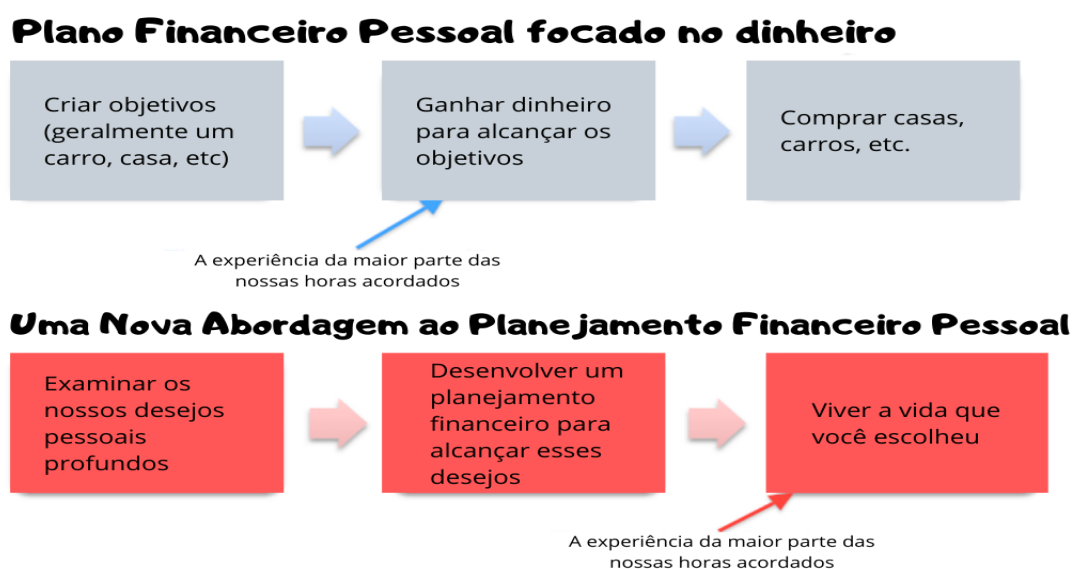 Plano Financeiro Pessoal focado no dinheiro
Criar objetivos
(geralmente um
carro, casa, etc)
Ganhar dinheiro
para alcançar os
objetivos
Comprar casas,
carros, etc.
A experiência da maior parte das
nossas horas acordados
Uma Nova Abordagem ao Planejamento Financeiro Pessoal
Examinar os
nossos desejos
pessoais
profundos
Desenvolver um
planejamento
financeiro para
alcançar esses
desejos
Viver a vida que
você escolheu
A experiência da maior parte das
nossas horas acordados